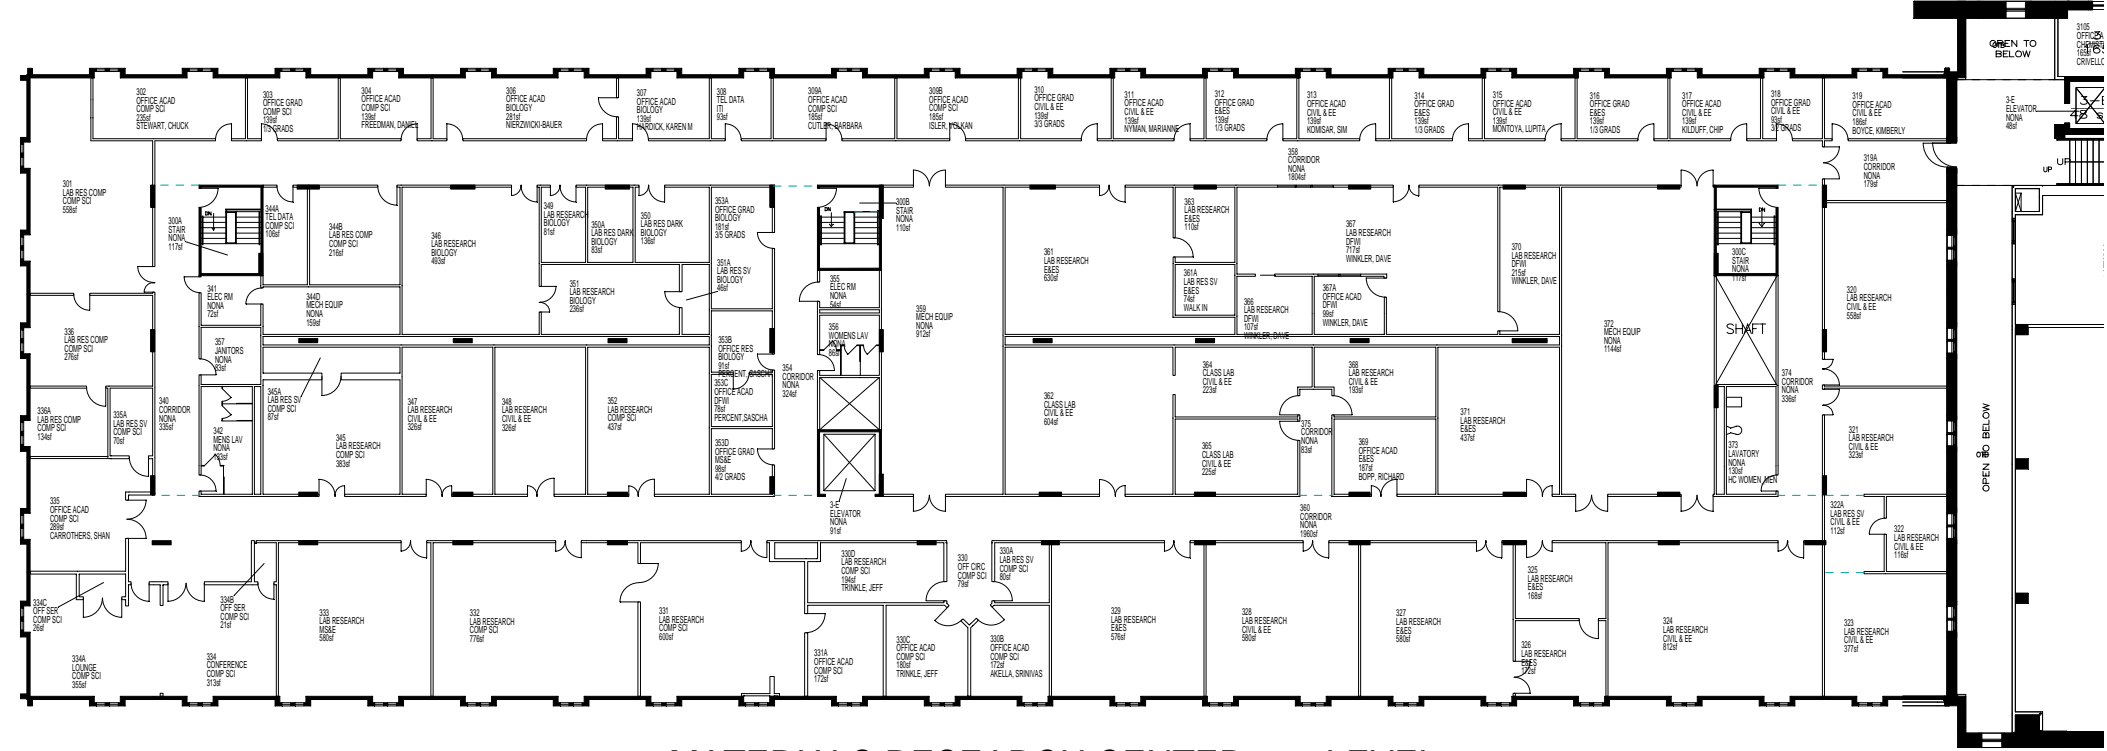 302
OFFICE ACAD
COMP SCI
235sf
STEWART, CHUCK
303
OFFICE GRAD
COMP SCI
139sf
1/3 GRADS
304
OFFICE ACAD
COMP SCI
139sf
FREEDMAN, DANIEL
306
OFFICE ACAD
BIOLOGY
281sf
NIERZWICKI-BAUER
307
OFFICE ACAD
BIOLOGY
139sf
HARDICK, KAREN M
308
TEL DATA
ITI
93sf
309A
OFFICE ACAD
COMP SCI
185sf
CUTLER, BARBARA
309B
OFFICE ACAD
COMP SCI
185sf
ISLER, VOLKAN
310
OFFICE GRAD
CIVIL & EE
139sf
3/3 GRADS
311
OFFICE ACAD
CIVIL & EE
139sf
NYMAN, MARIANNE
312
OFFICE GRAD
E&ES
139sf
1/3 GRADS
313
OFFICE ACAD
CIVIL & EE
139sf
KOMISAR, SIM
314
OFFICE GRAD
E&ES
139sf
1/3 GRADS
315
OFFICE ACAD
CIVIL & EE
139sf
MONTOYA, LUPITA
316
OFFICE GRAD
E&ES
139sf
1/3 GRADS
317
OFFICE ACAD
CIVIL & EE
139sf
KILDUFF, CHIP
318
OFFICE GRAD
CIVIL & EE
93sf
3/2 GRADS
319
OFFICE ACAD
CIVIL & EE
186sf
BOYCE, KIMBERLY
OPEN TO
BELOW
3105
3-E
ELEVATOR
NONA
48sf
UP
UP
358
CORRIDOR
NONA
1804sf
319A
CORRIDOR
NONA
179sf
301
LAB RES COMP
COMP SCI
558sf
300A
STAIR
NONA
117sf
DN
344A
TEL DATA
COMP SCI
106sf
344B
LAB RES COMP
COMP SCI
216sf
346
LAB RESEARCH
BIOLOGY
493sf
349
LAB RESEARCH
BIOLOGY
81sf
350A
LAB RES DARK
BIOLOGY
83sf
350
LAB RES DARK
BIOLOGY
136sf
353A
OFFICE GRAD
BIOLOGY
181sf
3/5 GRADS
351A
LAB RES SV
BIOLOGY
46sf
351
LAB RESEARCH
BIOLOGY
236sf
DN
300B
STAIR
NONA
110sf
355
ELEC RM
NONA
54sf
356
WOMENS LAV
NONA
86sf
359
MECH EQUIP
NONA
912sf
361
LAB RESEARCH
E&ES
630sf
363
LAB RESEARCH
E&ES
110sf
361A
LAB RES SV
E&ES
74sf
WALK IN
367
LAB RESEARCH
DFWI
717sf
WINKLER, DAVE
366
LAB RESEARCH
DFWI
107sf
WINKLER, DAVE
367A
OFFICE ACAD
DFWI
99sf
WINKLER, DAVE
370
LAB RESEARCH
DFWI
215sf
WINKLER, DAVE
372
MECH EQUIP
NONA
1144sf
DN
300C
STAIR
NONA
117sf
SHAFT
320
LAB RESEARCH
CIVIL & EE
558sf
341
ELEC RM
NONA
72sf
344D
MECH EQUIP
NONA
159sf
357
JANITORS
NONA
83sf
336
LAB RES COMP
COMP SCI
276sf
336A
LAB RES COMP
COMP SCI
134sf
335A
LAB RES SV
COMP SCI
70sf
340
CORRIDOR
NONA
335sf
342
MENS LAV
NONA
345A
LAB RES SV
COMP SCI
87sf
345
LAB RESEARCH
COMP SCI
383sf
347
LAB RESEARCH
CIVIL & EE
326sf
348
LAB RESEARCH
CIVIL & EE
326sf
352
LAB RESEARCH
COMP SCI
437sf
353B
OFFICE RES
BIOLOGY
91sf
PERCENT, SASCHA
353C
OFFICE ACAD
DFWI
78sf
PERCENT,SASCHA
353D
OFFICE GRAD
MS&E
98sf
4/2 GRADS
354
CORRIDOR
NONA
324sf
3-E
ELEVATOR
NONA
91sf
362
CLASS LAB
CIVIL & EE
604sf
364
CLASS LAB
CIVIL & EE
223sf
365
CLASS LAB
CIVIL & EE
225sf
368
LAB RESEARCH
CIVIL & EE
193sf
375
CORRIDOR
NONA
83sf
369
OFFICE ACAD
E&ES
187sf
BOPP, RICHARD
371
LAB RESEARCH
E&ES
437sf
373
LAVATORY
NONA
130sf
HC WOMEN MEN
374
CORRIDOR
NONA
336sf
321
LAB RESEARCH
CIVIL & EE
323sf
OPEN TO BELOW
335
OFFICE ACAD
COMP SCI
289sf
CARROTHERS, SHAN
360
CORRIDOR
NONA
1960sf
322A
LAB RES SV
CIVIL & EE
112sf
322
LAB RESEARCH
CIVIL & EE
116sf
334C
OFF SER
COMP SCI
26sf
334B
OFF SER
COMP SCI
21sf
334A
LOUNGE
COMP SCI
355sf
334
CONFERENCE
COMP SCI
313sf
333
LAB RESEARCH
MS&E
580sf
332
LAB RESEARCH
COMP SCI
776sf
331
LAB RESEARCH
COMP SCI
600sf
330D
LAB RESEARCH
COMP SCI
194sf
TRINKLE, JEFF
330
OFF CIRC
COMP SCI
79sf
330A
LAB RES SV
COMP SCI
80sf
331A
OFFICE ACAD
COMP SCI
172sf
330C
OFFICE ACAD
COMP SCI
180sf
TRINKLE, JEFF
330B
OFFICE ACAD
COMP SCI
172sf
AKELLA, SRINIVAS
329
LAB RESEARCH
E&ES
576sf
328
LAB RESEARCH
CIVIL & EE
580sf
327
LAB RESEARCH
E&ES
580sf
325
LAB RESEARCH
E&ES
168sf
326
LAB RESEARCH
E&ES
324
LAB RESEARCH
CIVIL & EE
812sf
323
LAB RESEARCH
CIVIL & EE
377sf